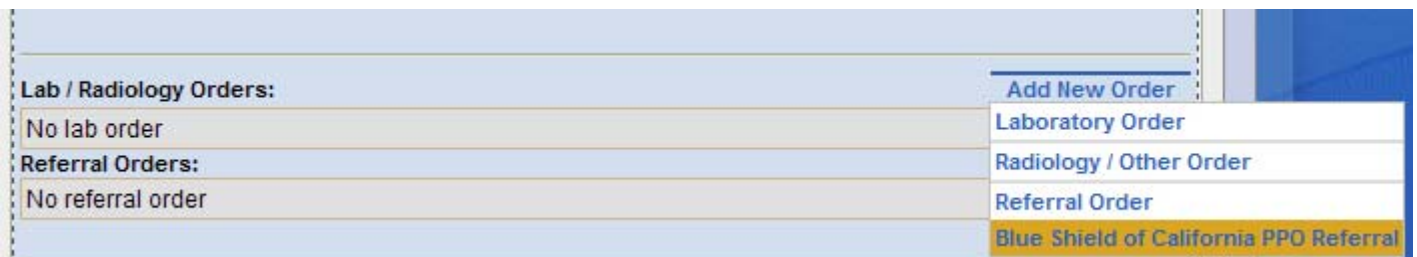 Lab / Radiology Orders:
Add New Order
No lab order
Laboratory Order
Referral Orders:
Radiology / Other Order
No referral order
Referral Order
Blue Shield of California PPO Referral